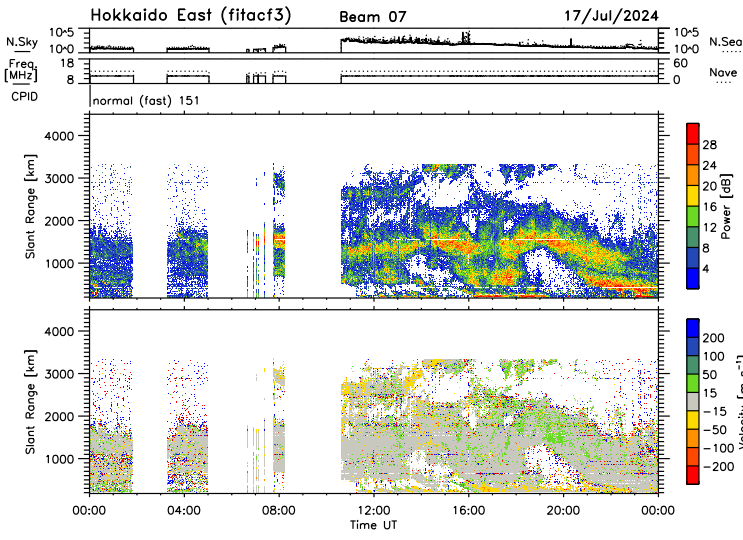 Hokkaido East (fitacf3) Beam 07 17/Jul/2024
N.Sky 10^5 10^0 10^5 10^0 N.Sea
Freq. [MHz] 18 8 60 0 Nave
CPID normal (fast) 151
Slant Range [km] 4000 3000 2000 1000
28 24 20 16 12 8 4 Power [dB]
Slant Range [km] 4000 3000 2000 1000
200 100 50 15 -15 -50 -100 -200 Velocity [m s⁻¹]
00:00 04:00 08:00 12:00 16:00 20:00 00:00
Time UT